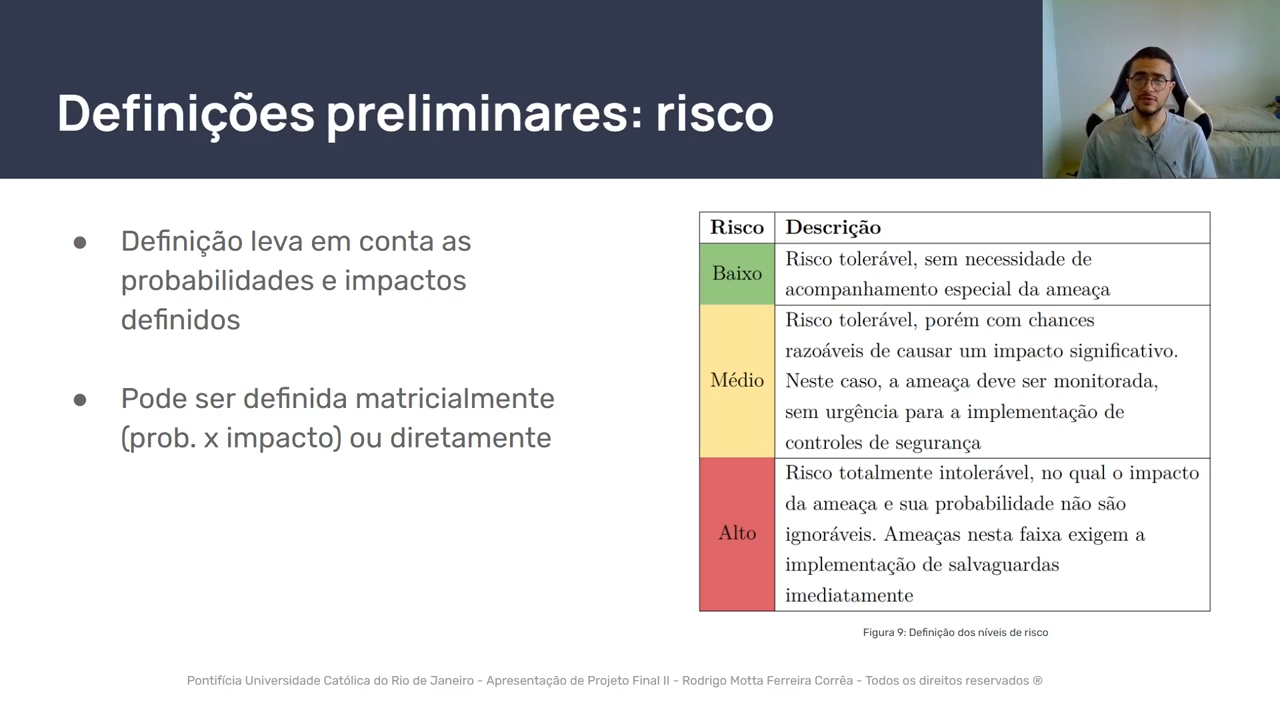 Definições preliminares: risco
● Definição leva em conta as
probabilidades e impactos
definidos
● Pode ser definida matricialmente
(prob. x impacto) ou diretamente
Risco Descrição
Baixo
Risco tolerável, sem necessidade de
acompanhamento especial da ameaça
Médio
Risco tolerável, porém com chances
razoáveis de causar um impacto significativo.
Neste caso, a ameaça deve ser monitorada,
sem urgência para a implementação de
controles de segurança
Alto
Risco totalmente intolerável, no qual o impacto
da ameaça e sua probabilidade não são
ignoráveis. Ameaças nesta faixa exigem a
implementação de salvaguardas
imediatamente
Figura 9: Definição dos níveis de risco
Pontifícia Universidade Católica do Rio de Janeiro - Apresentação de Projeto Final II - Rodrigo Motta Ferreira Corrêa - Todos os direitos reservados ®